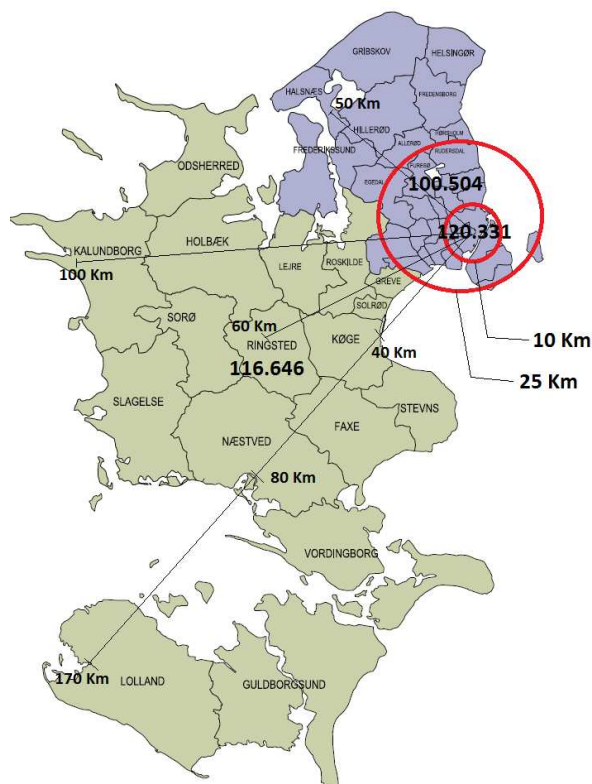 GRIBSKOV
HELSINGØR
HALSNÆS
FREDENSBORG
50 Km
HILLERØD
ALLERØD
HØRSHOLM
FREDERIKSSUND
RUDERSDAL
ODSHERRED
FURESØ
EGEDAL
100.504
120.331
KALUNDBORG
HOLBÆK
LEJRE
ROSKILDE
100 Km
GREVE
SOLRØD
SORØ
60 Km
RINGSTED
KØGE
40 Km
10 Km
116.646
25 Km
SLAGELSE
STEVNS
FAXE
NÆSTVED
80 Km
VORDINGBORG
170 Km
LOLLAND
GULDBORGSUND